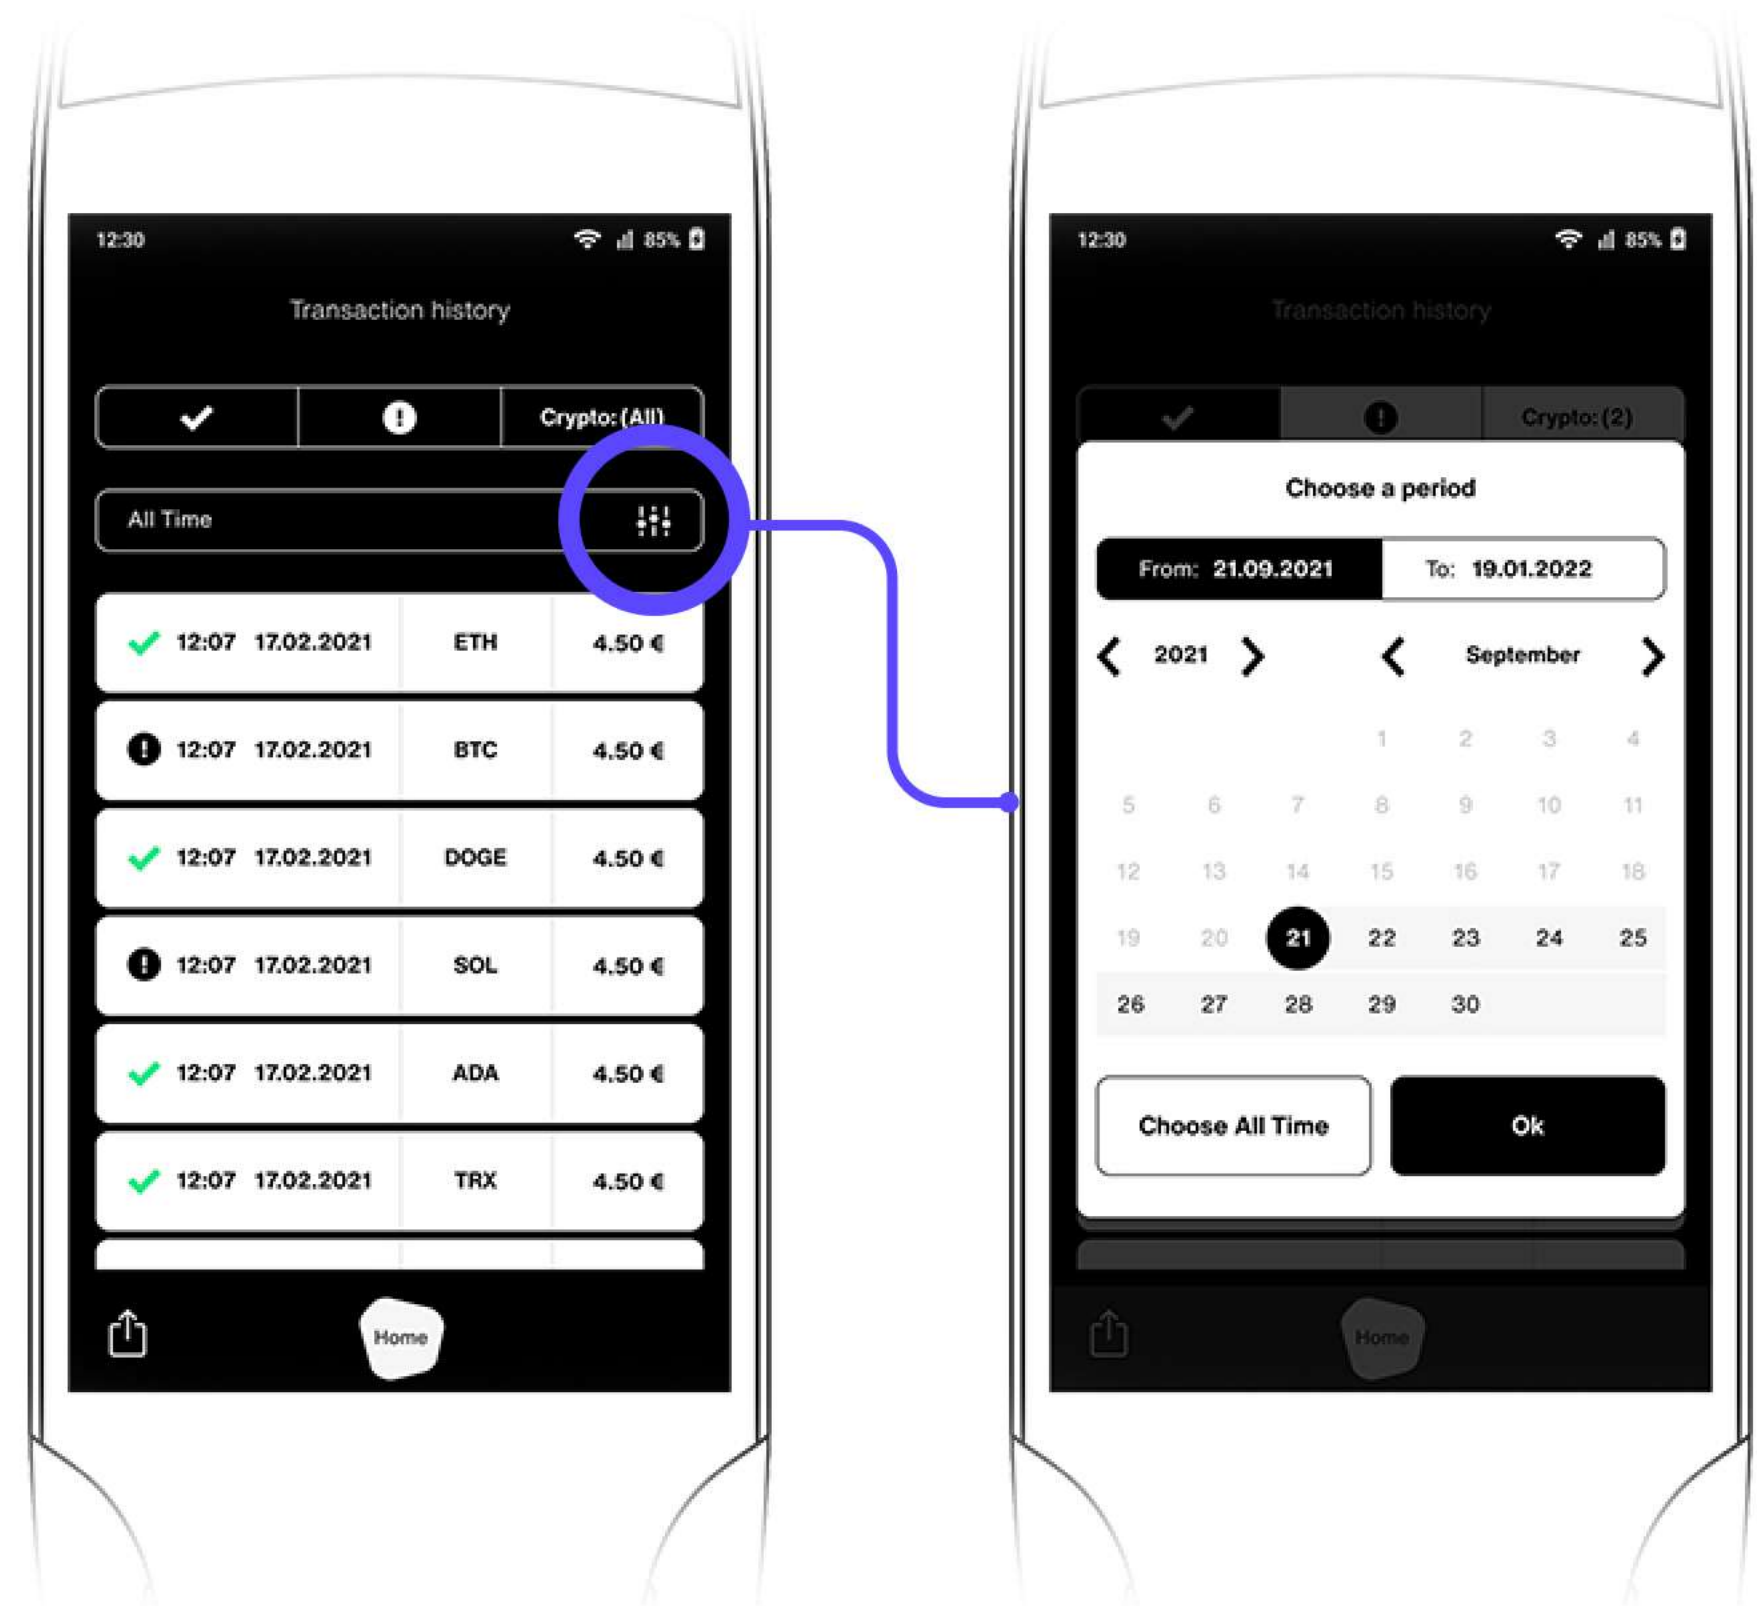 12:30 85%
Transaction history
Crypto: (All)
All Time
12:07 17.02.2021 ETH 4.50 €
12:07 17.02.2021 BTC 4.50 €
12:07 17.02.2021 DOGE 4.50 €
12:07 17.02.2021 SOL 4.50 €
12:07 17.02.2021 ADA 4.50 €
12:07 17.02.2021 TRX 4.50 €
Home
12:30 85%
Transaction history
Crypto: (2)
Choose a period
From: 21.09.2021 To: 19.01.2022
2021 September
1 2 3 4
5 6 7 8 9 10 11
12 13 14 15 16 17 18
19 20 21 22 23 24 25
26 27 28 29 30
Choose All Time Ok
Home